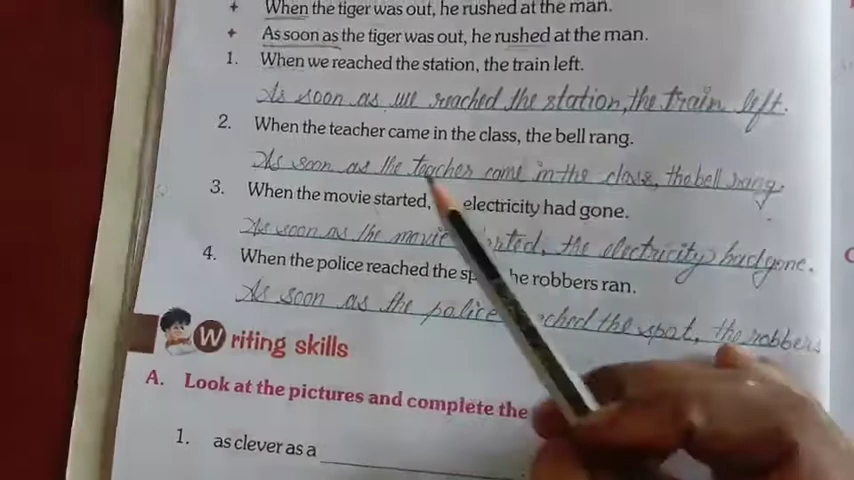 + When the tiger was out, he rushed at the man.
+ As soon as the tiger was out, he rushed at the man.
1. When we reached the station, the train left.
As soon as we reached the station, the train left.
2. When the teacher came in the class, the bell rang.
As soon as the teacher came in the class, the bell rang.
3. When the movie started, electricity had gone.
As soon as the movie the electricity had gone.
4. When the police reached the robbers ran.
As soon as the police the spot, the robbers
Writing skills
A. Look at the pictures and complete the
1. as clever as a